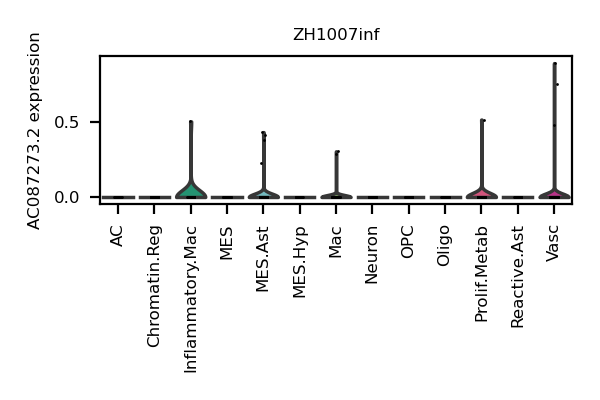 ZH1007inf
AC087273.2 expression
0.5
0.0
AC
Chromatin.Reg
Inflammatory.Mac
MES
MES.Ast
MES.Hyp
Mac
Neuron
OPC
Oligo
Prolif.Metab
Reactive.Ast
Vasc